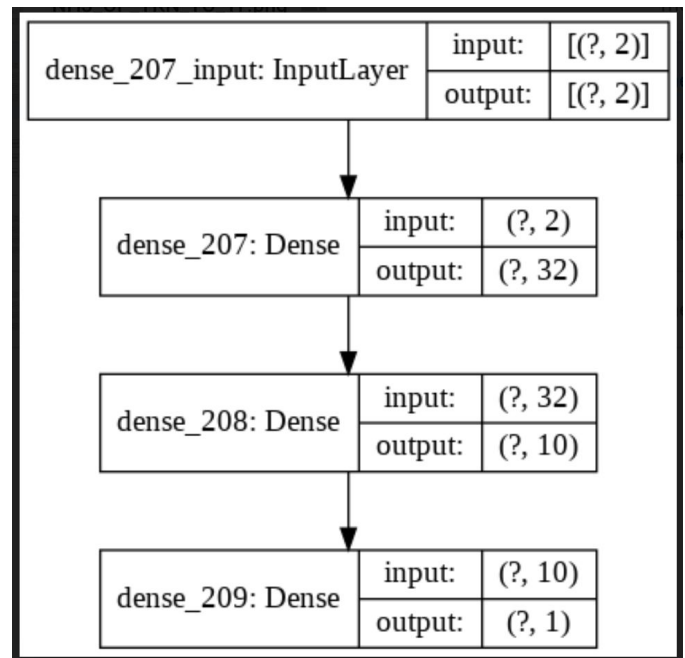 dense_207_input: InputLayer
input: [(?, 2)]
output: [(?, 2)]
dense_207: Dense
input: (?, 2)
output: (?, 32)
dense_208: Dense
input: (?, 32)
output: (?, 10)
dense_209: Dense
input: (?, 10)
output: (?, 1)